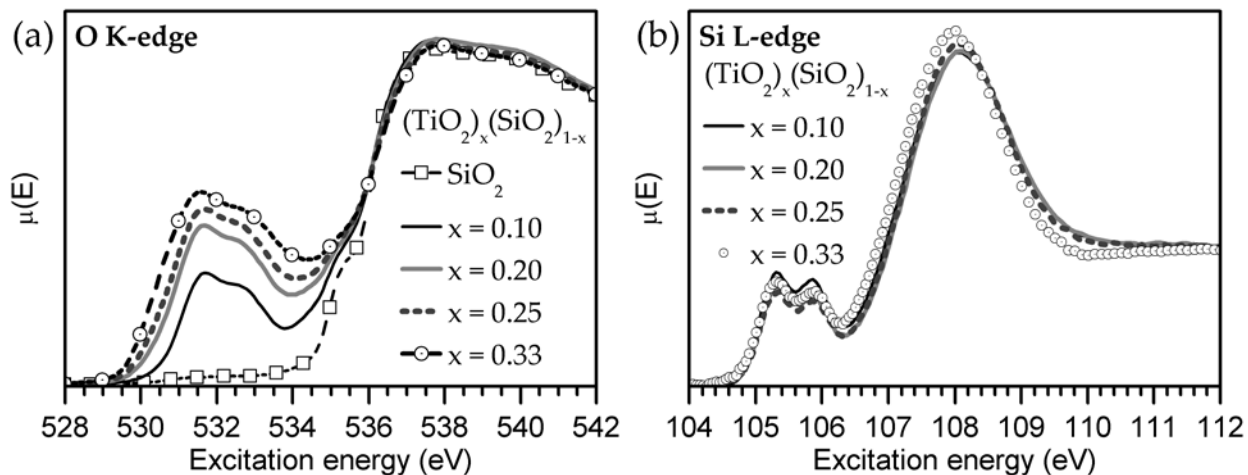 (a) O K-edge
(TiO₂)ₓ(SiO₂)₁₋ₓ
SiO₂
x = 0.10
x = 0.20
x = 0.25
x = 0.33
μ(E)
528 530 532 534 536 538 540 542
Excitation energy (eV)
(b) Si L-edge
(TiO₂)ₓ(SiO₂)₁₋ₓ
x = 0.10
x = 0.20
x = 0.25
x = 0.33
μ(E)
104 105 106 107 108 109 110 111 112
Excitation energy (eV)